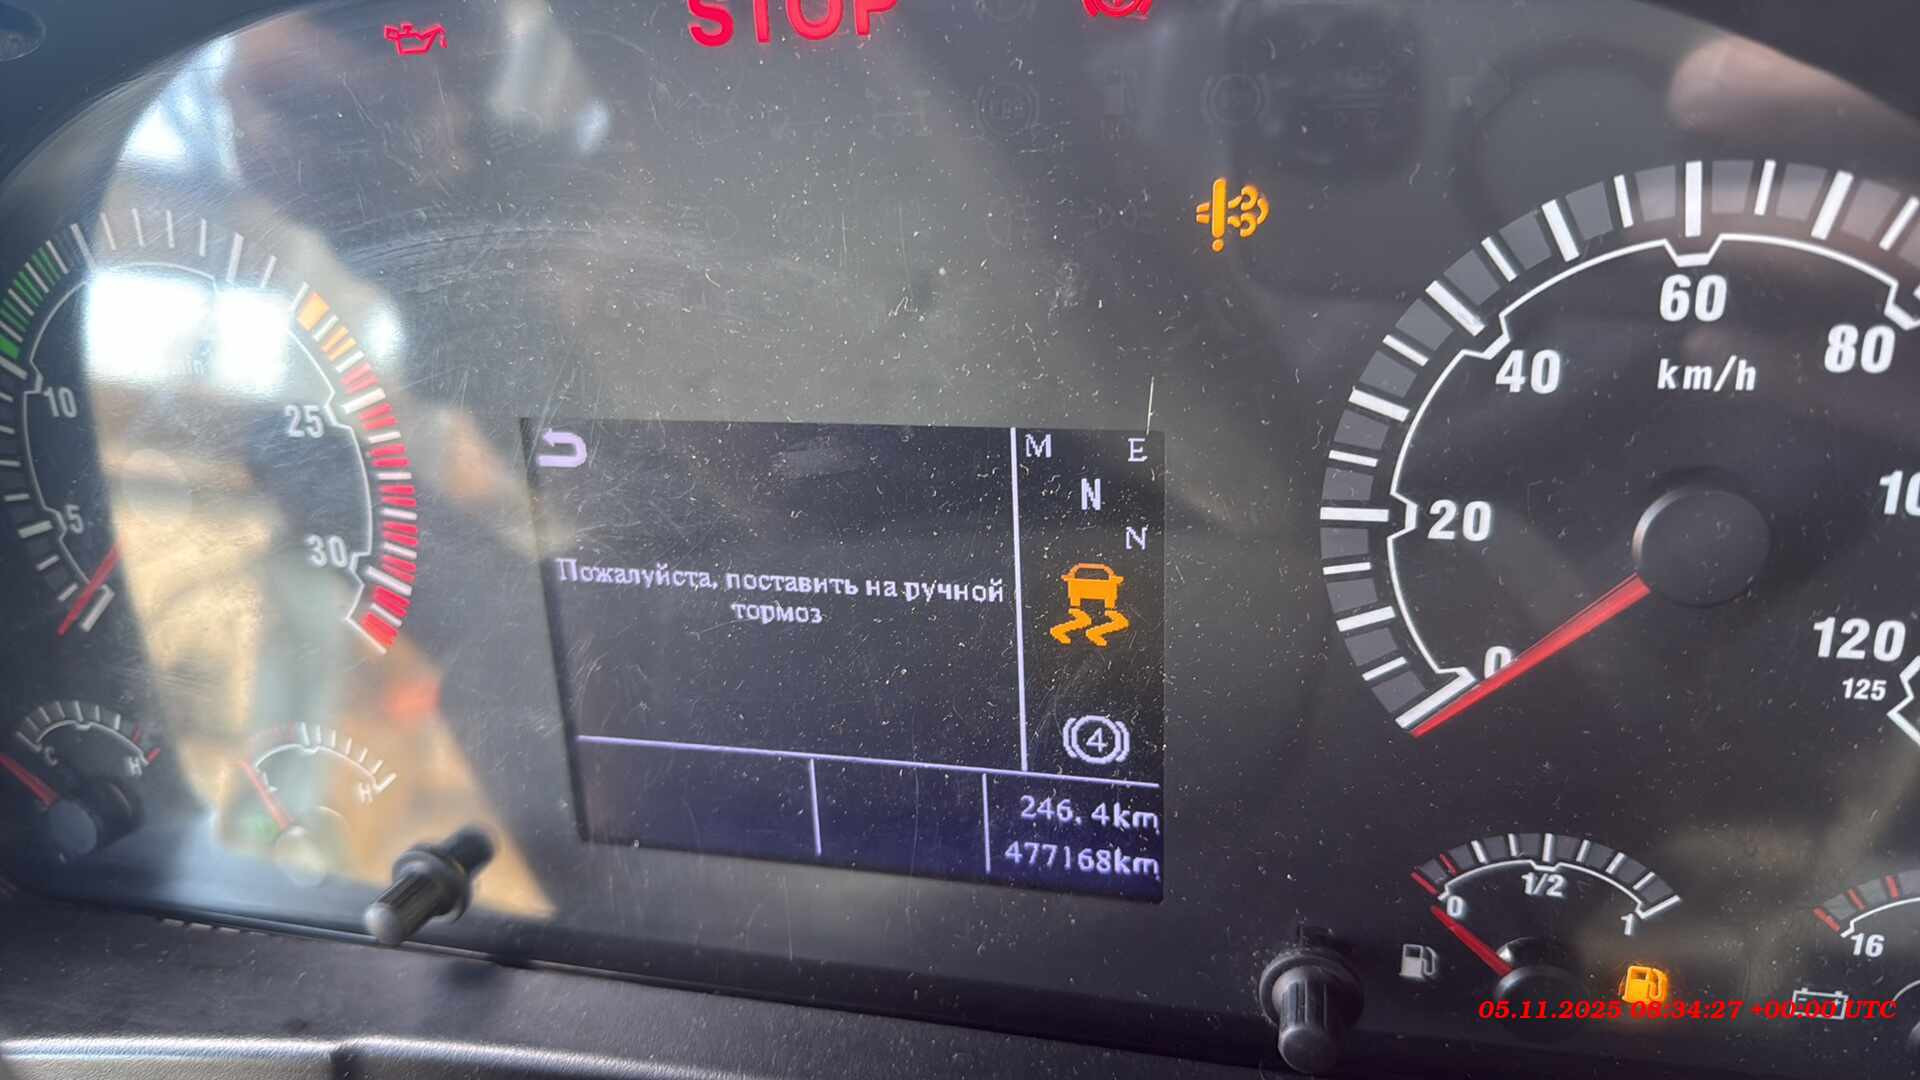 STOP
60
40
80
km/h
10
25
M E
N
20
5
N
30
Пожалуйста, поставить на ручной
тормоз
0
120
125
4
C H
H
246.4km
477168km
1/2
0
1
16
05.11.2025 08:34:27 +00:00 UTC